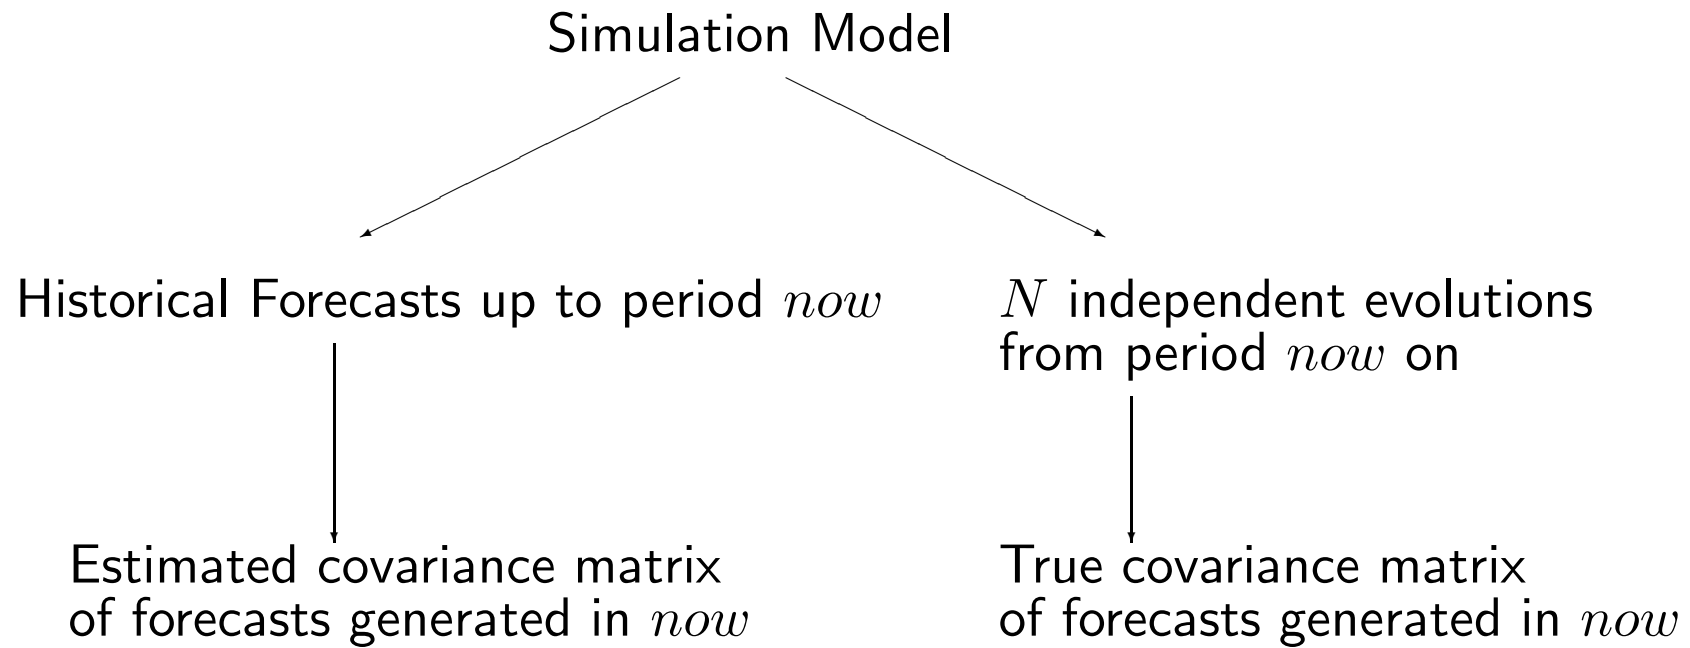 Simulation Model
Historical Forecasts up to period now
N independent evolutions
from period now on
Estimated covariance matrix
of forecasts generated in now
True covariance matrix
of forecasts generated in now